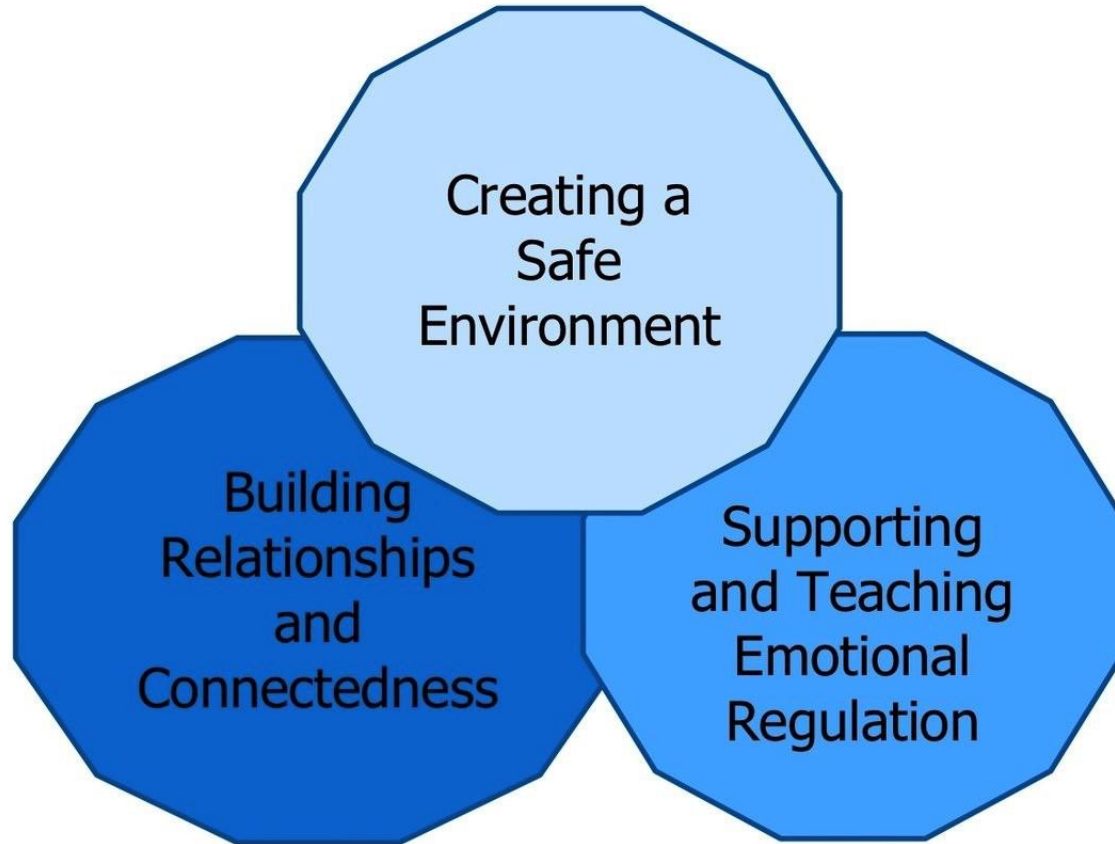 Creating a
Safe
Environment
Building
Relationships
and
Connectedness
Supporting
and Teaching
Emotional
Regulation